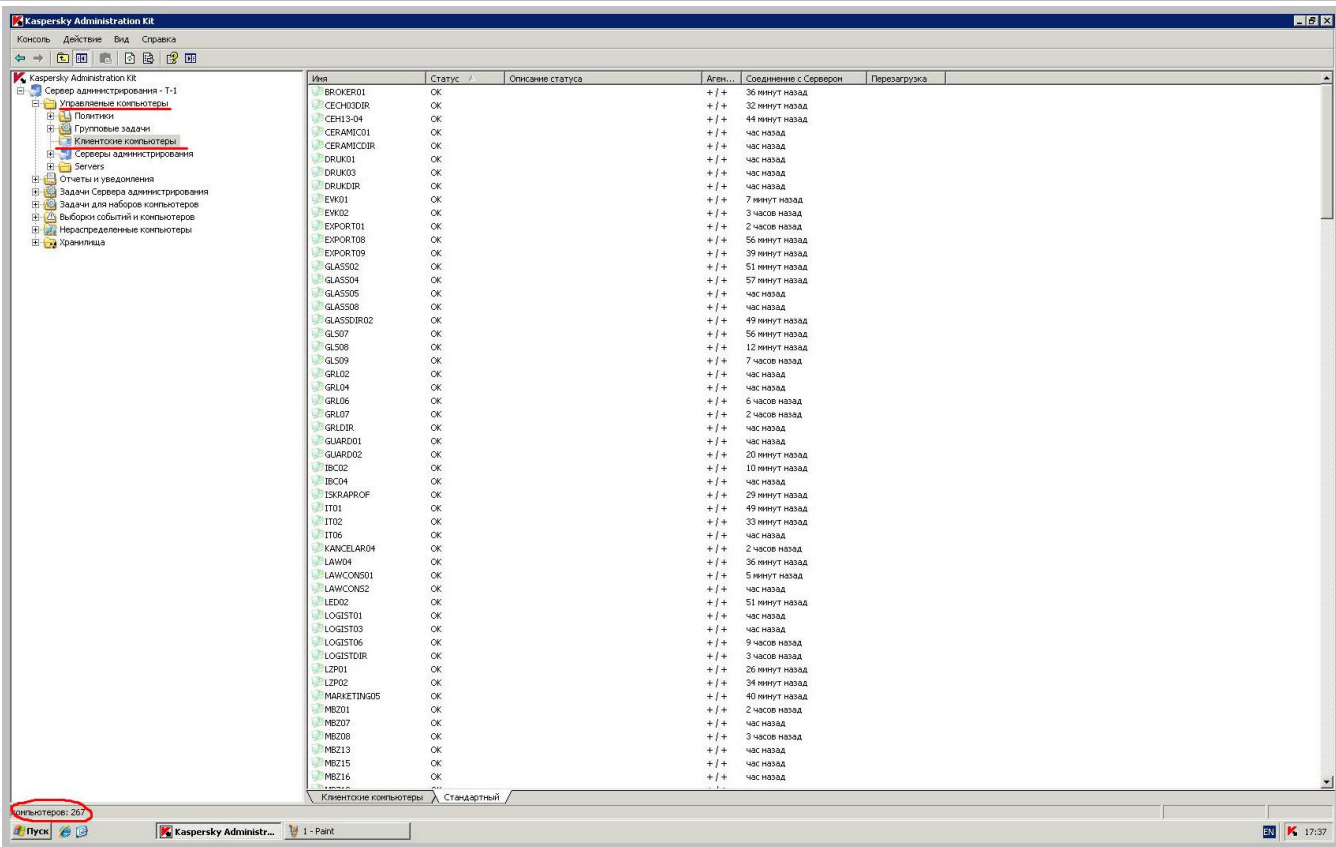 Kaspersky Administration Kit
Консоль Действие Вид Справка
Kaspersky Administration Kit
Сервер администрирования - T-1
Управляемые компьютеры
Политики
Групповые задачи
Клиентские компьютеры
Серверы администрирования
Servers
Отчеты и уведомления
Задачи Сервера администрирования
Задачи для наборов компьютеров
Выборки событий и компьютеров
Нераспределенные компьютеры
Хранилища
Имя Статус Описание статуса Аген... Соединение с Сервером Перезагрузка
BROKER01 OK + / + 36 минут назад
CECH03DIR OK + / + 32 минут назад
CEH13-04 OK + / + 44 минут назад
CERAMIC01 OK + / + час назад
CERAMICDIR OK + / + час назад
DRUK01 OK + / + час назад
DRUK03 OK + / + час назад
DRUKDIR OK + / + час назад
EVK01 OK + / + 7 минут назад
EVK02 OK + / + 3 часов назад
EXPORT01 OK + / + 2 часов назад
EXPORT08 OK + / + 56 минут назад
EXPORT09 OK + / + 39 минут назад
GLASS02 OK + / + 51 минут назад
GLASS04 OK + / + 57 минут назад
GLASS05 OK + / + час назад
GLASS08 OK + / + час назад
GLASSDIR02 OK + / + 49 минут назад
GLS07 OK + / + 56 минут назад
GLS08 OK + / + 12 минут назад
GLS09 OK + / + 7 часов назад
GRL02 OK + / + час назад
GRL04 OK + / + час назад
GRL06 OK + / + 6 часов назад
GRL07 OK + / + 2 часов назад
GRLDIR OK + / + час назад
GUARD01 OK + / + час назад
GUARD02 OK + / + 20 минут назад
IBC02 OK + / + 10 минут назад
IBC04 OK + / + час назад
ISKRAPROF OK + / + 29 минут назад
IT01 OK + / + 49 минут назад
IT02 OK + / + 33 минут назад
IT06 OK + / + час назад
KANCELAR04 OK + / + 2 часов назад
LAW04 OK + / + 36 минут назад
LAWCONS01 OK + / + 5 минут назад
LAWCONS2 OK + / + час назад
LED02 OK + / + 51 минут назад
LOGIST01 OK + / + час назад
LOGIST03 OK + / + час назад
LOGIST06 OK + / + 9 часов назад
LOGISTDIR OK + / + 3 часов назад
LZP01 OK + / + 26 минут назад
LZP02 OK + / + 34 минут назад
MARKETING05 OK + / + 40 минут назад
MBZ01 OK + / + 2 часов назад
MBZ07 OK + / + час назад
MBZ08 OK + / + 3 часов назад
MBZ13 OK + / + час назад
MBZ15 OK + / + час назад
MBZ16 OK + / + час назад
Клиентские компьютеры Стандартный
Компьютеров: 267
Пуск Kaspersky Administr... 1 - Paint EN 17:37